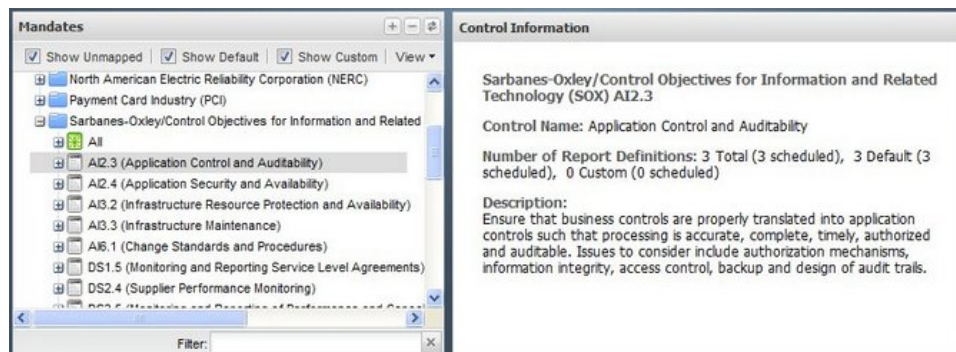 Mandates
Show Unmapped
Show Default
Show Custom
View
North American Electric Reliability Corporation (NERC)
Payment Card Industry (PCI)
Sarbanes-Oxley/Control Objectives for Information and Related
All
AI2.3 (Application Control and Auditability)
AI2.4 (Application Security and Availability)
AI3.2 (Infrastructure Resource Protection and Availability)
AI3.3 (Infrastructure Maintenance)
AI6.1 (Change Standards and Procedures)
DS1.5 (Monitoring and Reporting Service Level Agreements)
DS2.4 (Supplier Performance Monitoring)
Filter:
Control Information
Sarbanes-Oxley/Control Objectives for Information and Related
Technology (SOX) AI2.3
Control Name: Application Control and Auditability
Number of Report Definitions: 3 Total (3 scheduled), 3 Default (3
scheduled), 0 Custom (0 scheduled)
Description:
Ensure that business controls are properly translated into application
controls such that processing is accurate, complete, timely, authorized
and auditable. Issues to consider include authorization mechanisms,
information integrity, access control, backup and design of audit trails.